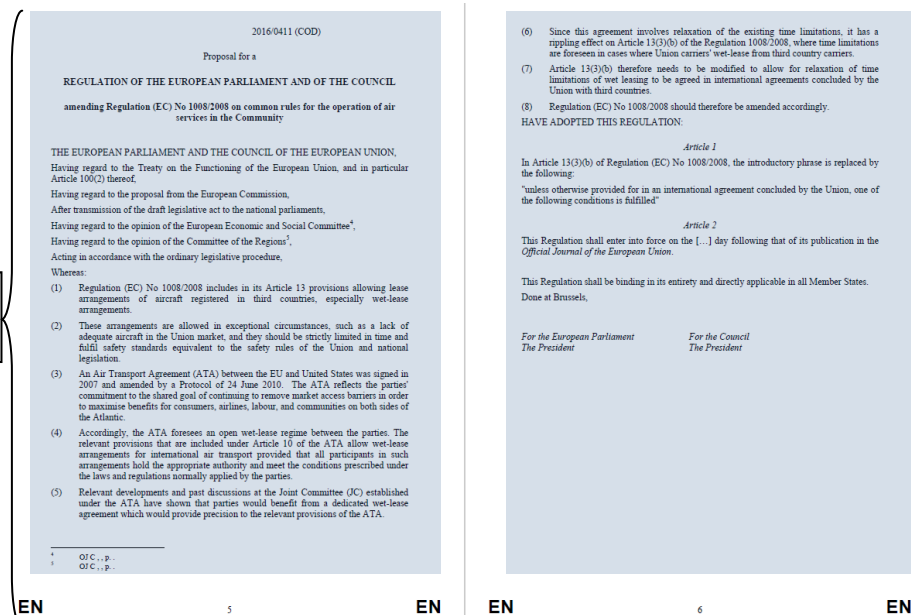 2016/0411 (COD)
Proposal for a
REGULATION OF THE EUROPEAN PARLIAMENT AND OF THE COUNCIL
amending Regulation (EC) No 1008/2008 on common rules for the operation of air
services in the Community
THE EUROPEAN PARLIAMENT AND THE COUNCIL OF THE EUROPEAN UNION,
Having regard to the Treaty on the Functioning of the European Union, and in particular
Article 100(2) thereof,
Having regard to the proposal from the European Commission,
After transmission of the draft legislative act to the national parliaments,
Having regard to the opinion of the European Economic and Social Committee4,
Having regard to the opinion of the Committee of the Regions5,
Acting in accordance with the ordinary legislative procedure,
Whereas:
(1) Regulation (EC) No 1008/2008 includes in its Article 13 provisions allowing lease
arrangements of aircraft registered in third countries, especially wet-lease
arrangements.
(2) These arrangements are allowed in exceptional circumstances, such as a lack of
adequate aircraft in the Union market, and they should be strictly limited in time and
fulfil safety standards equivalent to the safety rules of the Union and national
legislation.
(3) An Air Transport Agreement (ATA) between the EU and United States was signed in
2007 and amended by a Protocol of 24 June 2010. The ATA reflects the parties'
commitment to the shared goal of continuing to remove market access barriers in order
to maximise benefits for consumers, airlines, labour, and communities on both sides of
the Atlantic.
(4) Accordingly, the ATA foresees an open wet-lease regime between the parties. The
relevant provisions that are included under Article 10 of the ATA allow wet-lease
arrangements for international air transport provided that all participants in such
arrangements hold the appropriate authority and meet the conditions prescribed under
the laws and regulations normally applied by the parties.
(5) Relevant developments and past discussions at the Joint Committee (JC) established
under the ATA have shown that parties would benefit from a dedicated wet-lease
agreement which would provide precision to the relevant provisions of the ATA.
4 OJ C , , p. .
5 OJ C , , p. .
EN 5 EN
(6) Since this agreement involves relaxation of the existing time limitations, it has a
rippling effect on Article 13(3)(b) of the Regulation 1008/2008, where time limitations
are foreseen in cases where Union carriers' wet-lease from third country carriers.
(7) Article 13(3)(b) therefore needs to be modified to allow for relaxation of time
limitations of wet leasing to be agreed in international agreements concluded by the
Union with third countries.
(8) Regulation (EC) No 1008/2008 should therefore be amended accordingly.
HAVE ADOPTED THIS REGULATION:
Article 1
In Article 13(3)(b) of Regulation (EC) No 1008/2008, the introductory phrase is replaced by
the following:
"unless otherwise provided for in an international agreement concluded by the Union, one of
the following conditions is fulfilled"
Article 2
This Regulation shall enter into force on the […] day following that of its publication in the
Official Journal of the European Union.
This Regulation shall be binding in its entirety and directly applicable in all Member States.
Done at Brussels,
For the European Parliament For the Council
The President The President
EN 6 EN